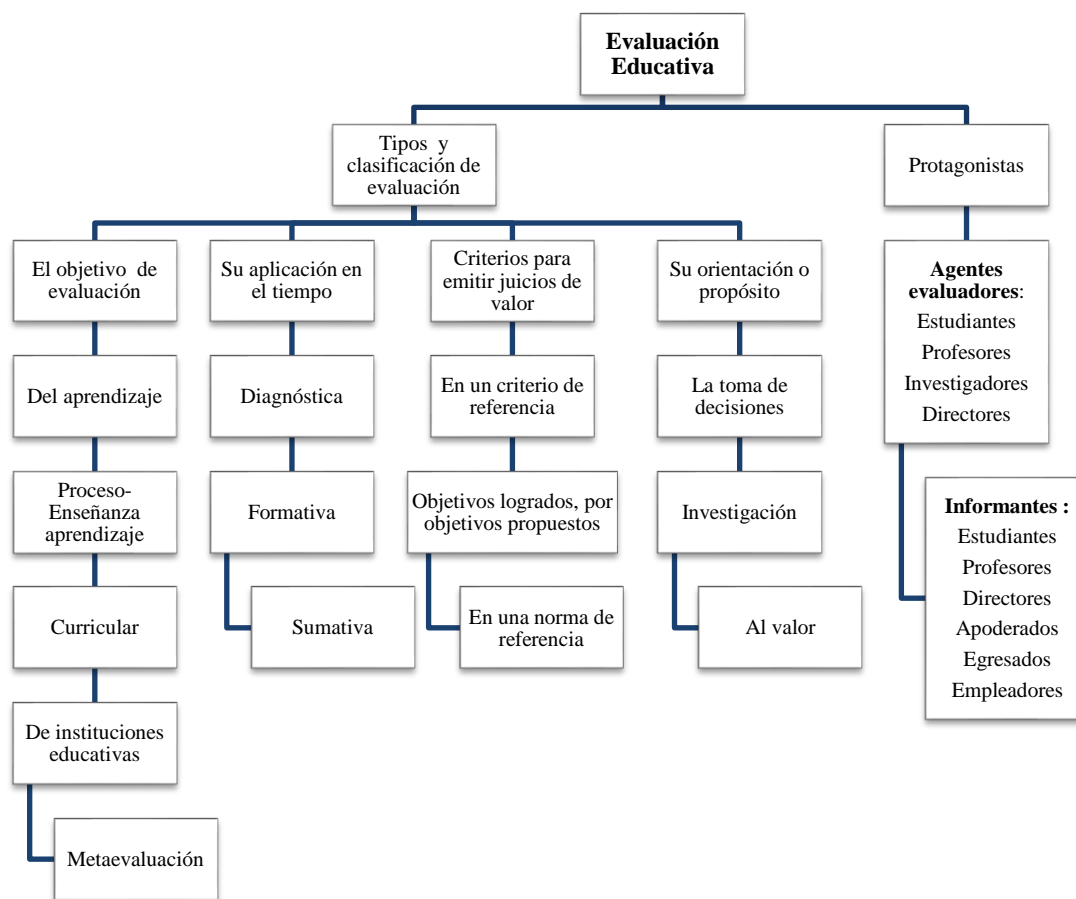 Evaluación
Educativa
Tipos y
clasificación de
evaluación
Protagonistas
El objetivo de
evaluación
Su aplicación en
el tiempo
Criterios para
emitir juicios de
valor
Su orientación o
propósito
Agentes
evaluadores:
Estudiantes
Profesores
Investigadores
Directores
Del aprendizaje
Diagnóstica
En un criterio de
referencia
La toma de
decisiones
Proceso-
Enseñanza
aprendizaje
Formativa
Objetivos logrados, por
objetivos propuestos
Investigación
Informantes :
Estudiantes
Profesores
Directores
Apoderados
Egresados
Empleadores
Curricular
Sumativa
En una norma de
referencia
Al valor
De instituciones
educativas
Metaevaluación